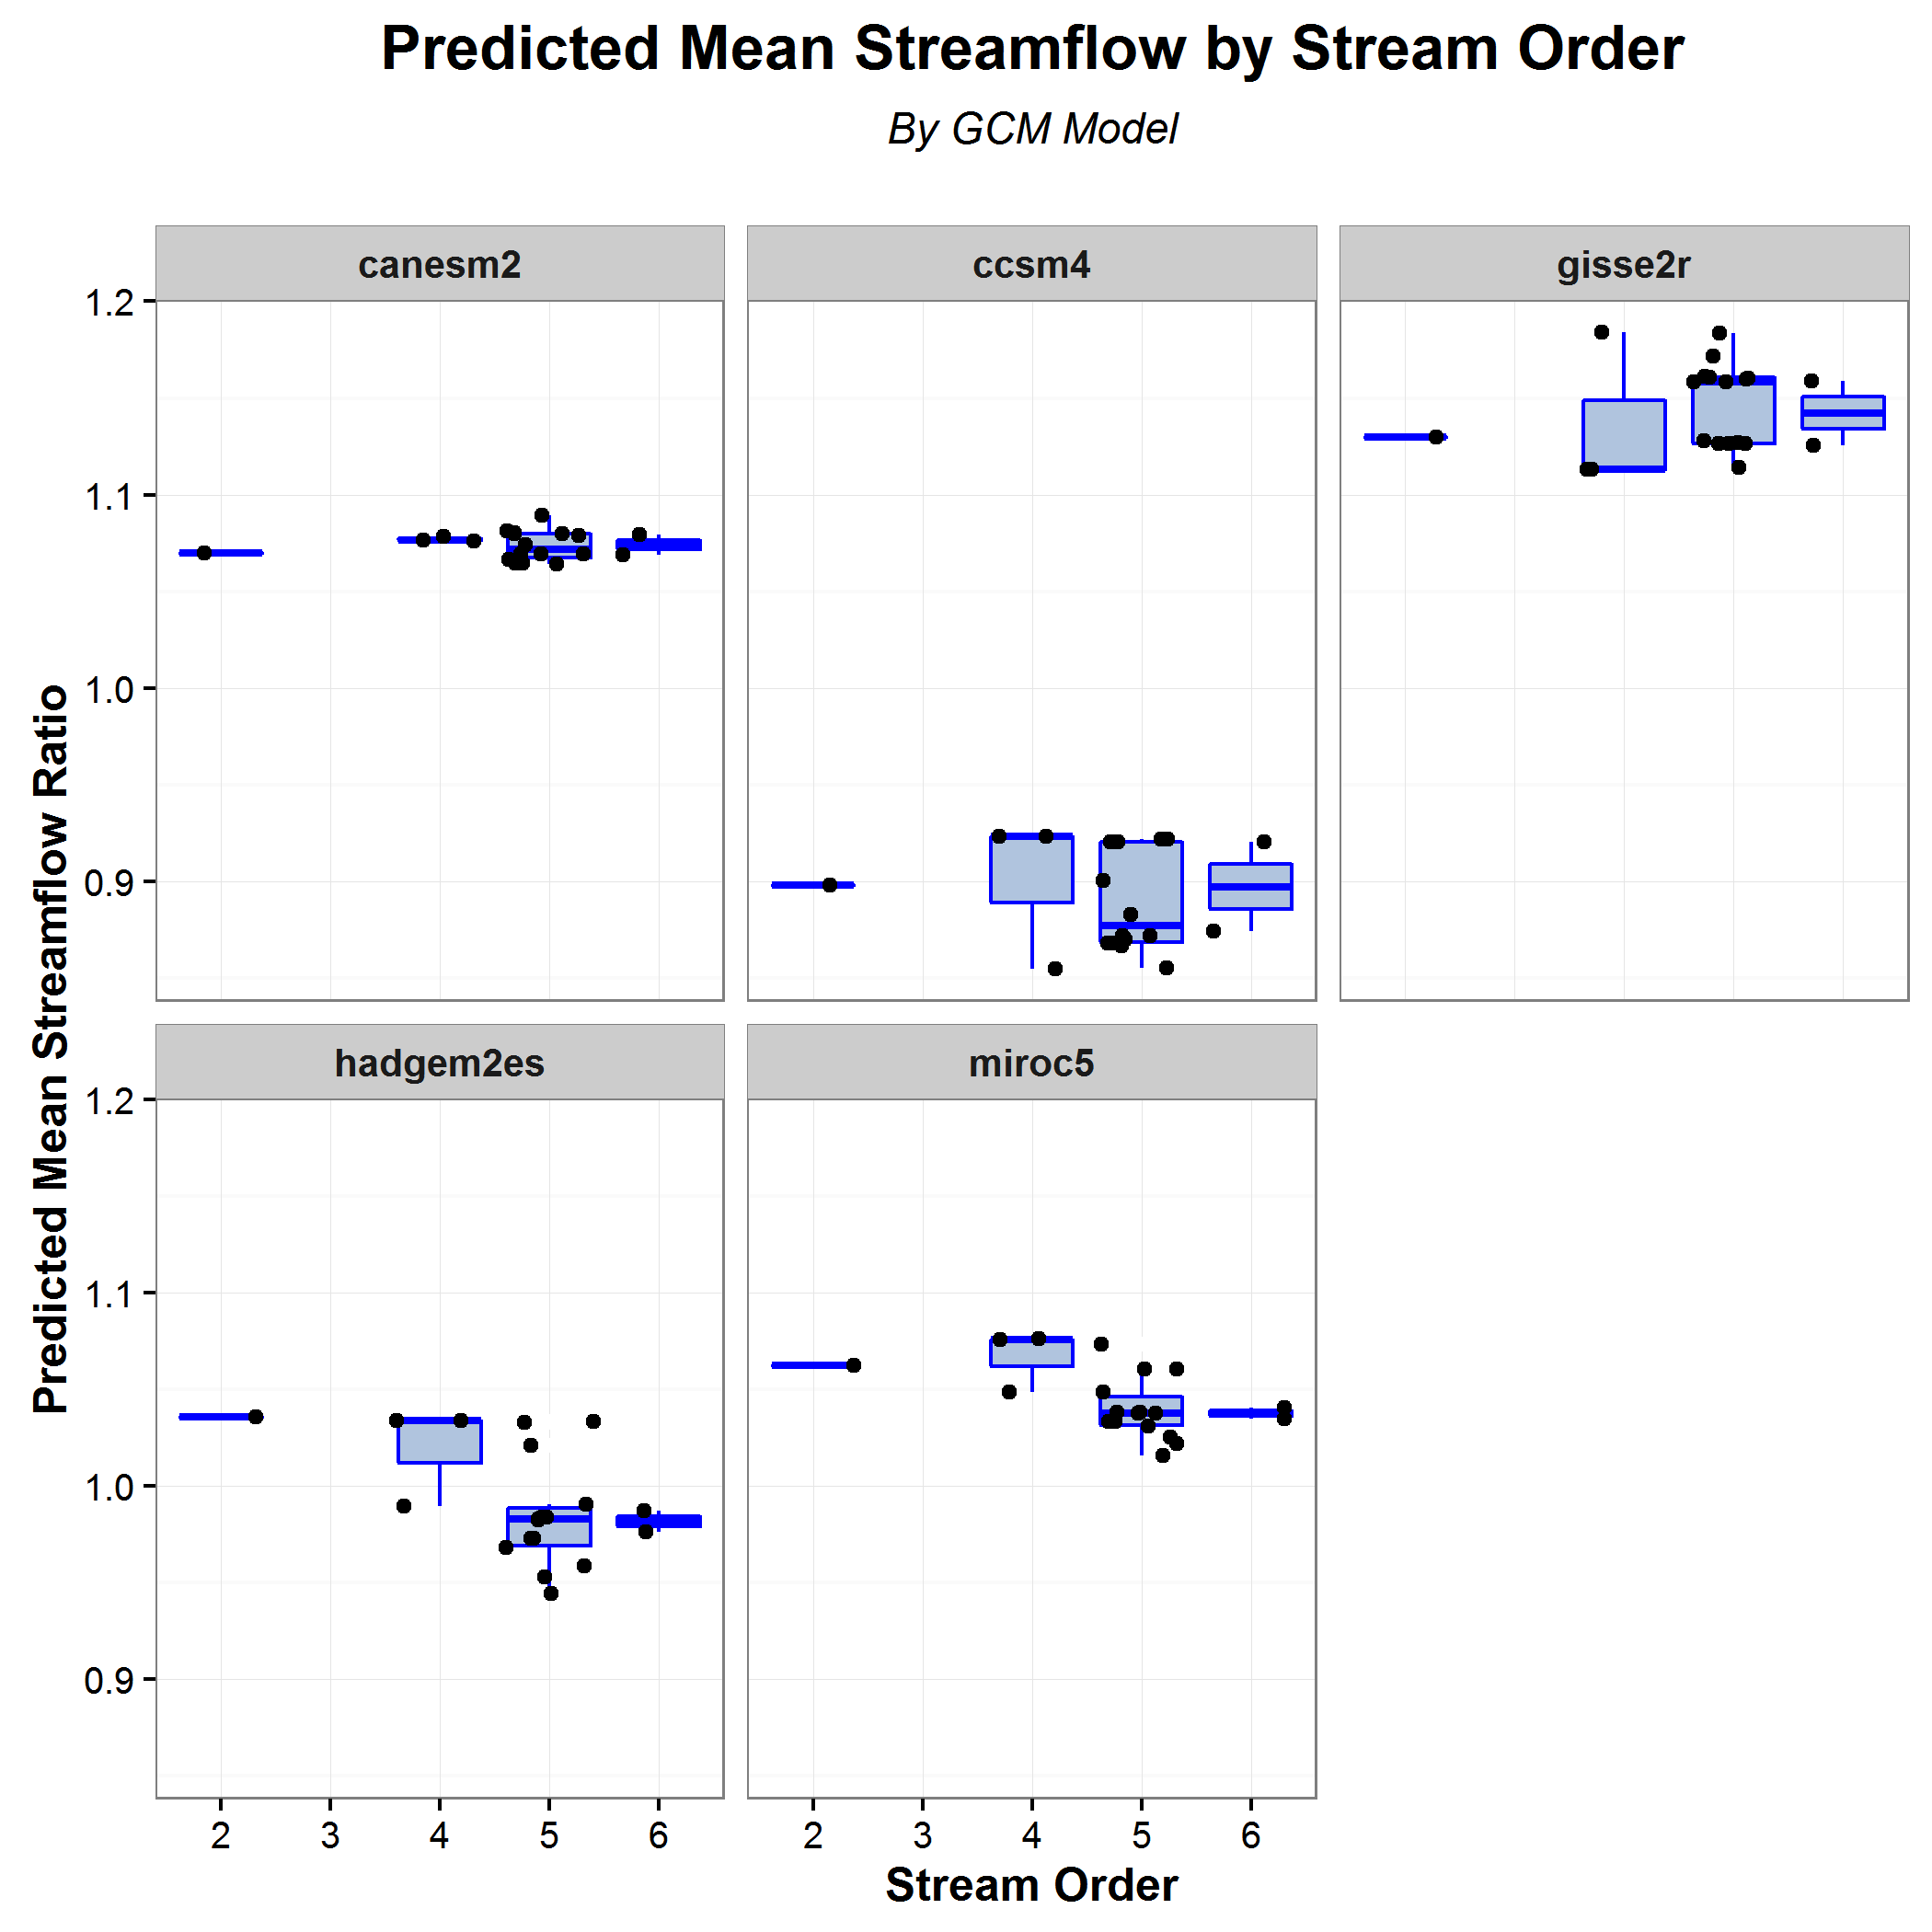 Predicted Mean Streamflow by Stream Order
By GCM Model
canesm2
ccsm4
gisse2r
1.2
1.1
1.0
0.9
Predicted Mean Streamflow Ratio
hadgem2es
miroc5
1.2
1.1
1.0
0.9
2 3 4 5 6
2 3 4 5 6
Stream Order